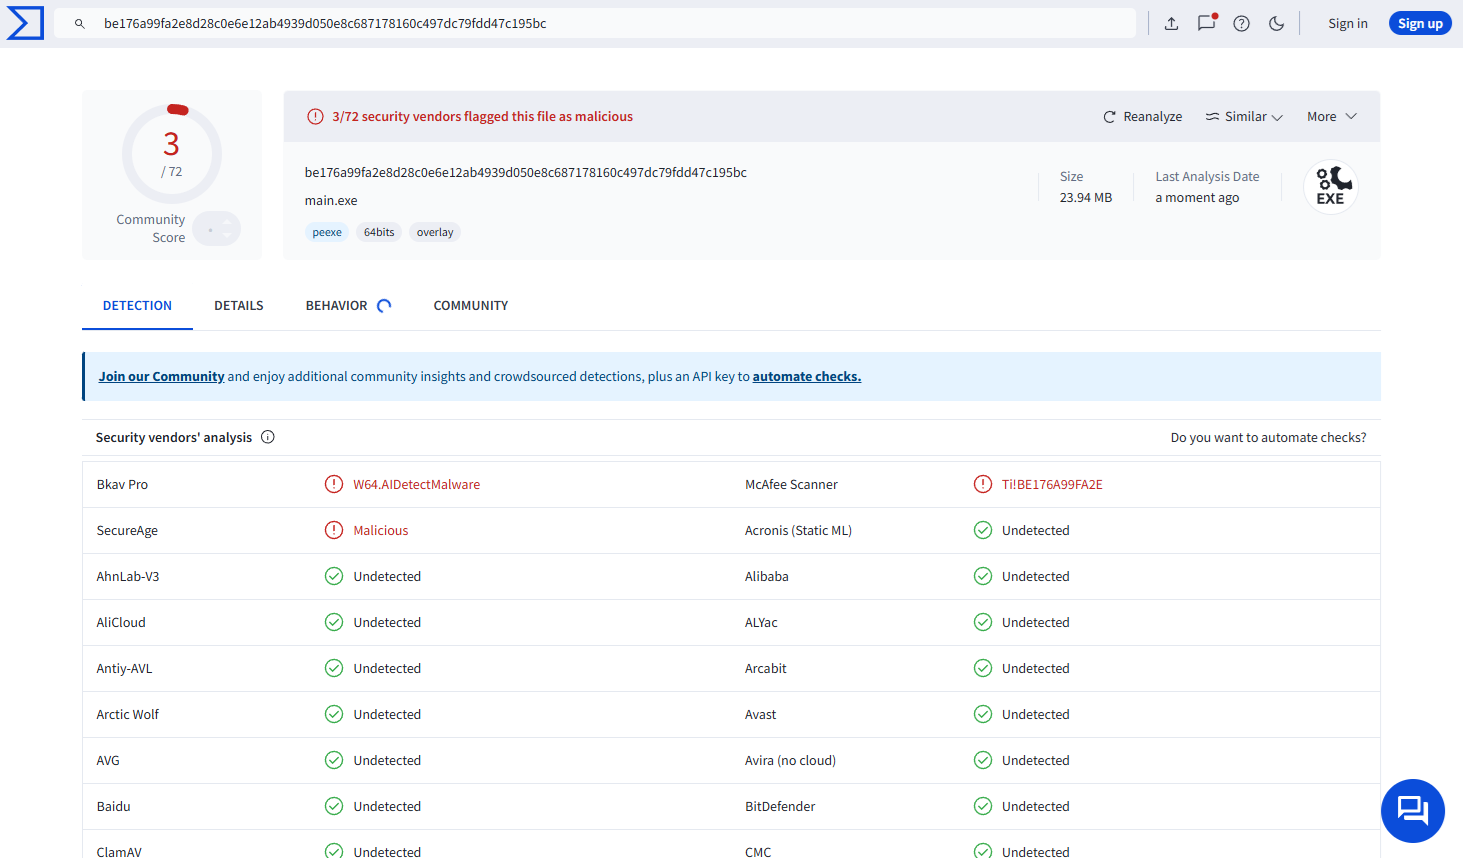 be176a99fa2e8d28c0e6e12ab4939d050e8c687178160c497dc79fdd47c195bc
Sign in
Sign up
3
/ 72
Community
Score
3/72 security vendors flagged this file as malicious
Reanalyze
Similar
More
be176a99fa2e8d28c0e6e12ab4939d050e8c687178160c497dc79fdd47c195bc
main.exe
peexe
64bits
overlay
Size
23.94 MB
Last Analysis Date
a moment ago
EXE
DETECTION
DETAILS
BEHAVIOR
COMMUNITY
Join our Community and enjoy additional community insights and crowdsourced detections, plus an API key to automate checks.
Security vendors' analysis
Do you want to automate checks?
Bkav Pro W64.AIDetectMalware McAfee Scanner Ti!BE176A99FA2E
SecureAge Malicious Acronis (Static ML) Undetected
AhnLab-V3 Undetected Alibaba Undetected
AliCloud Undetected ALYac Undetected
Antiy-AVL Undetected Arcabit Undetected
Arctic Wolf Undetected Avast Undetected
AVG Undetected Avira (no cloud) Undetected
Baidu Undetected BitDefender Undetected
ClamAV Undetected CMC Undetected